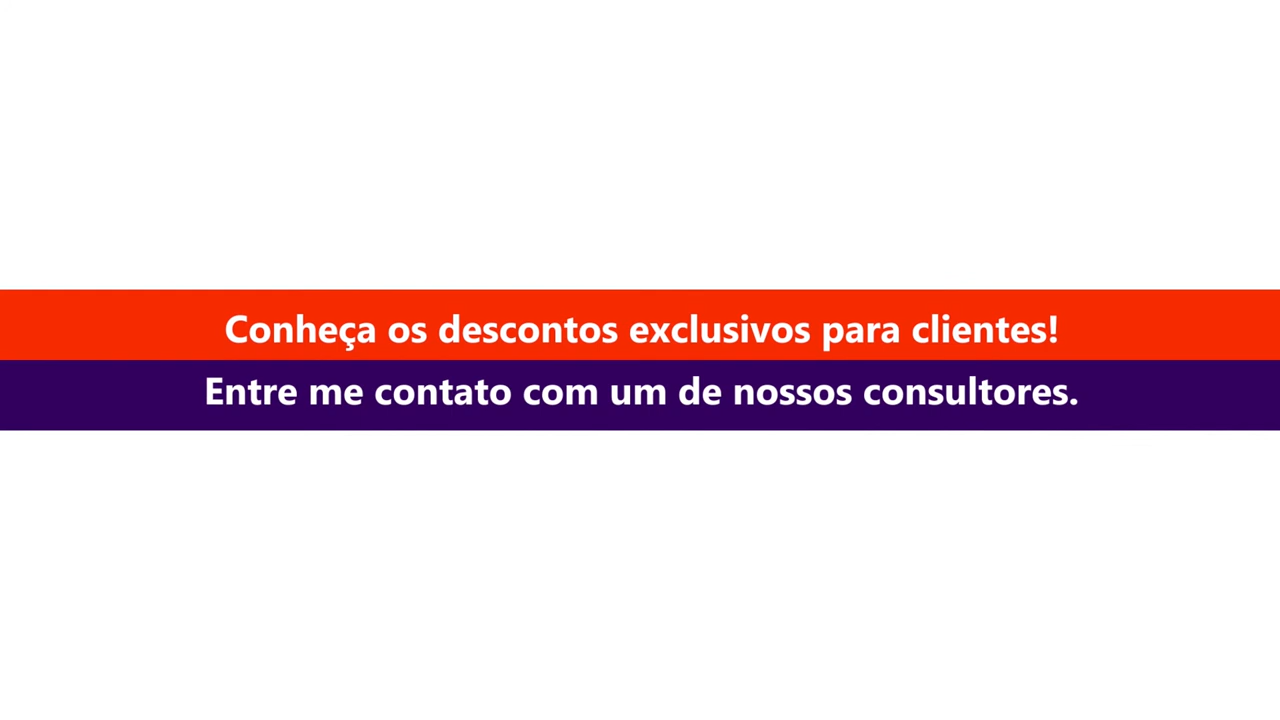 Conheça os descontos exclusivos para clientes!
Entre me contato com um de nossos consultores.